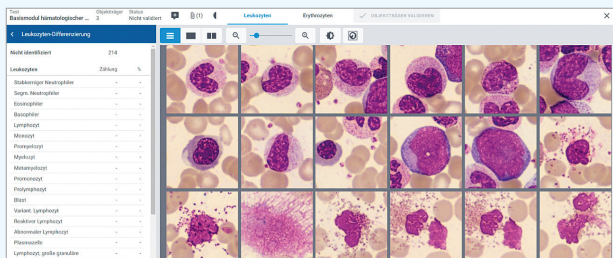 Test
Basismodul hämatologischer ...
Objektträger
3
Status
Nicht validiert
(1)
Leukozyten
Erythrozyten
OBJEKTTRÄGER VALIDIEREN
Leukozyten-Differenzierung
Nicht identifiziert 214
Leukozyten Zählung %
Stabkerniger Neutrophiler - -
Segm. Neutrophiler - -
Eosinophiler - -
Basophiler - -
Lymphozyt - -
Monozyt - -
Promyelozyt - -
Myelozyt - -
Metamyelozyt - -
Promonozyt - -
Prolymphozyt - -
Blast - -
Variant. Lymphozyt - -
Reaktiver Lymphozyt - -
Abnormaler Lymphozyt - -
Plasmazelle - -
Lymphozyt, große granuläre - -